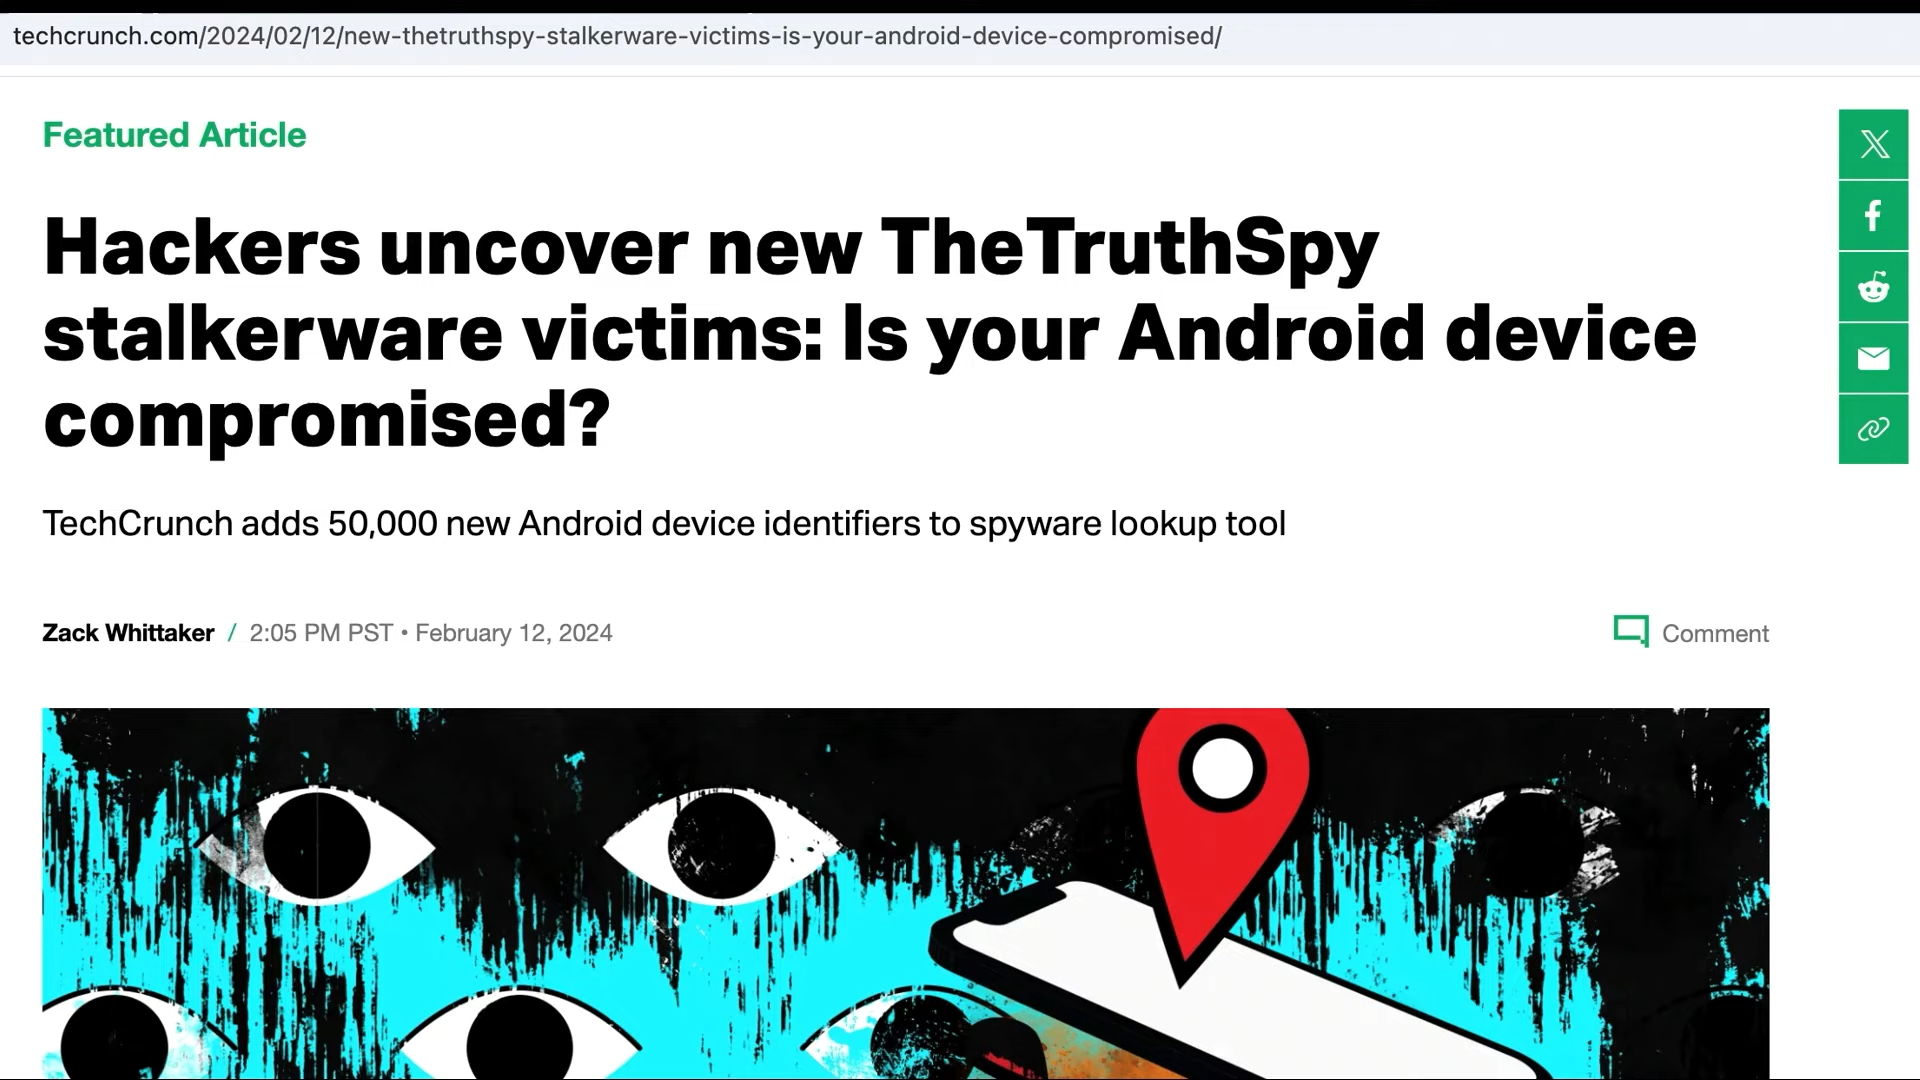 techcrunch.com/2024/02/12/new-thetruthspy-stalkerware-victims-is-your-android-device-compromised/
Featured Article
Hackers uncover new TheTruthSpy
stalkerware victims: Is your Android device
compromised?
TechCrunch adds 50,000 new Android device identifiers to spyware lookup tool
Zack Whittaker / 2:05 PM PST • February 12, 2024
Comment